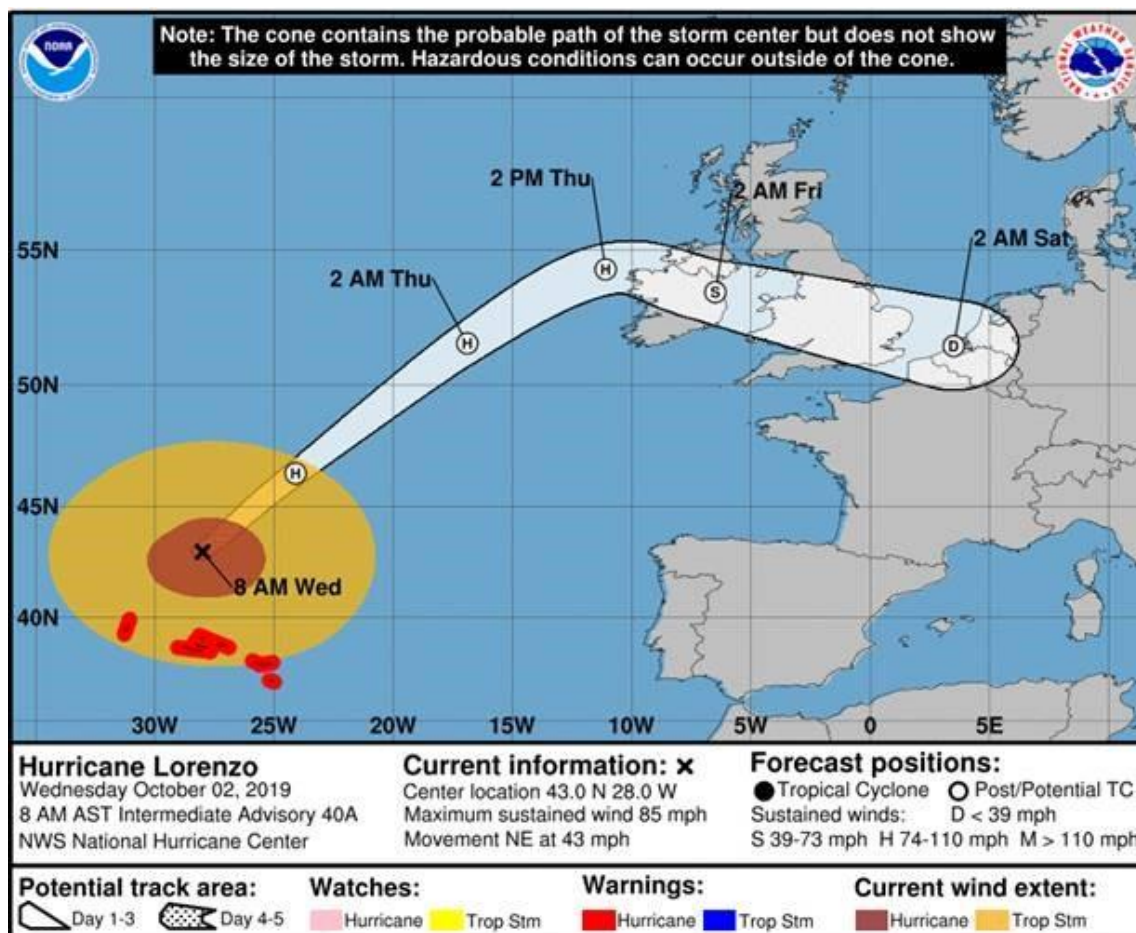 Note: The cone contains the probable path of the storm center but does not show
the size of the storm. Hazardous conditions can occur outside of the cone.
NOAA
NATIONAL WEATHER SERVICE
2 PM Thu
2 AM Fri
55N
2 AM Sat
2 AM Thu
50N
45N
8 AM Wed
40N
30W 25W 20W 15W 10W 5W 0 5E
H
H
H
S
D
Hurricane Lorenzo
Wednesday October 02, 2019
8 AM AST Intermediate Advisory 40A
NWS National Hurricane Center
Current information: ×
Center location 43.0 N 28.0 W
Maximum sustained wind 85 mph
Movement NE at 43 mph
Forecast positions:
Tropical Cyclone Post/Potential TC
Sustained winds: D < 39 mph
S 39-73 mph H 74-110 mph M > 110 mph
Potential track area:
Day 1-3 Day 4-5
Watches:
Hurricane Trop Stm
Warnings:
Hurricane Trop Stm
Current wind extent:
Hurricane Trop Stm